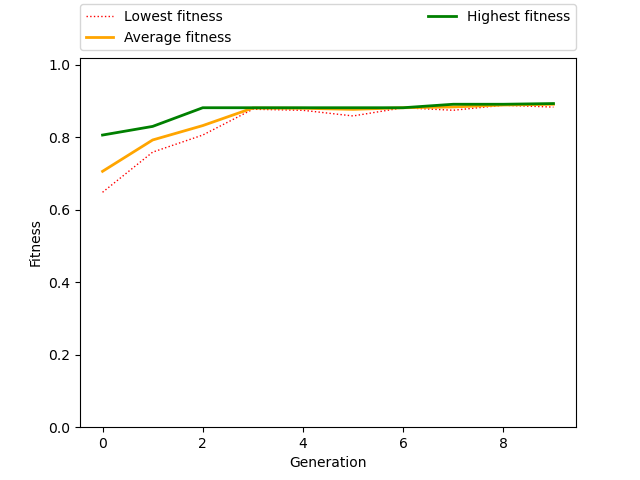 Lowest fitness
Average fitness
Highest fitness
1.0
0.8
0.6
0.4
0.2
0.0
Fitness
0 2 4 6 8
Generation